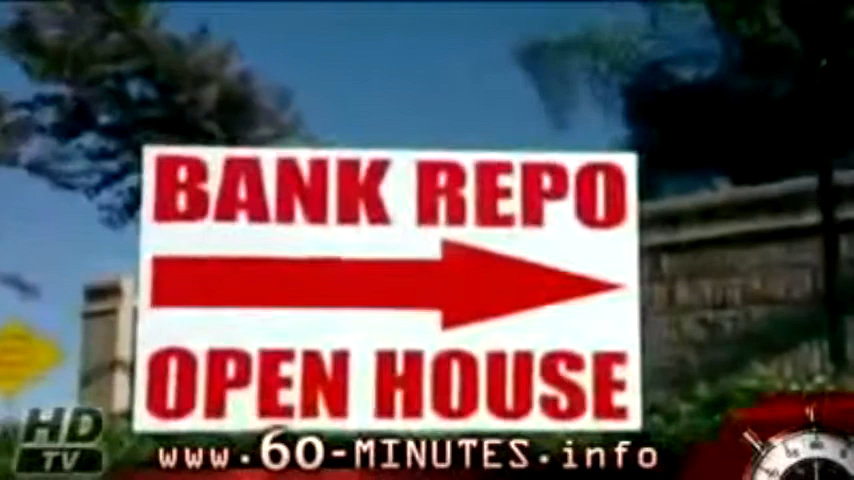 BANK REPO
OPEN HOUSE
HD
TV
www.60-MINUTES.info